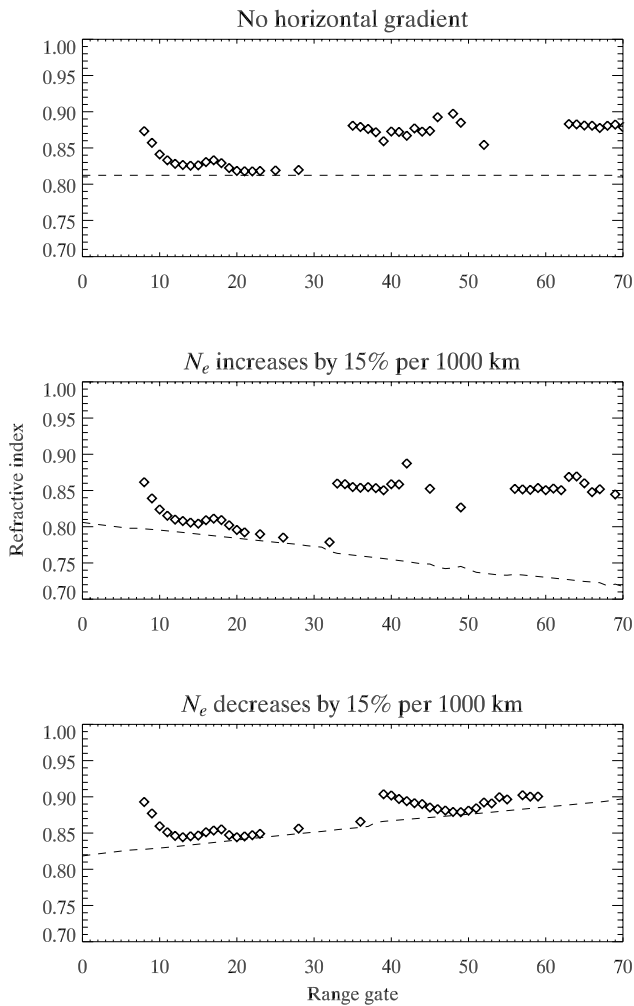 No horizontal gradient
1.00
0.90
0.85
0.80
0.75
0.70
0 10 20 30 40 50 60 70
Nₑ increases by 15% per 1000 km
1.00
0.95
0.90
0.85
0.80
0.75
0.70
0 10 20 30 40 50 60 70
Refractive index
Nₑ decreases by 15% per 1000 km
1.00
0.95
0.90
0.85
0.80
0.75
0.70
0 10 20 30 40 50 60 70
Range gate